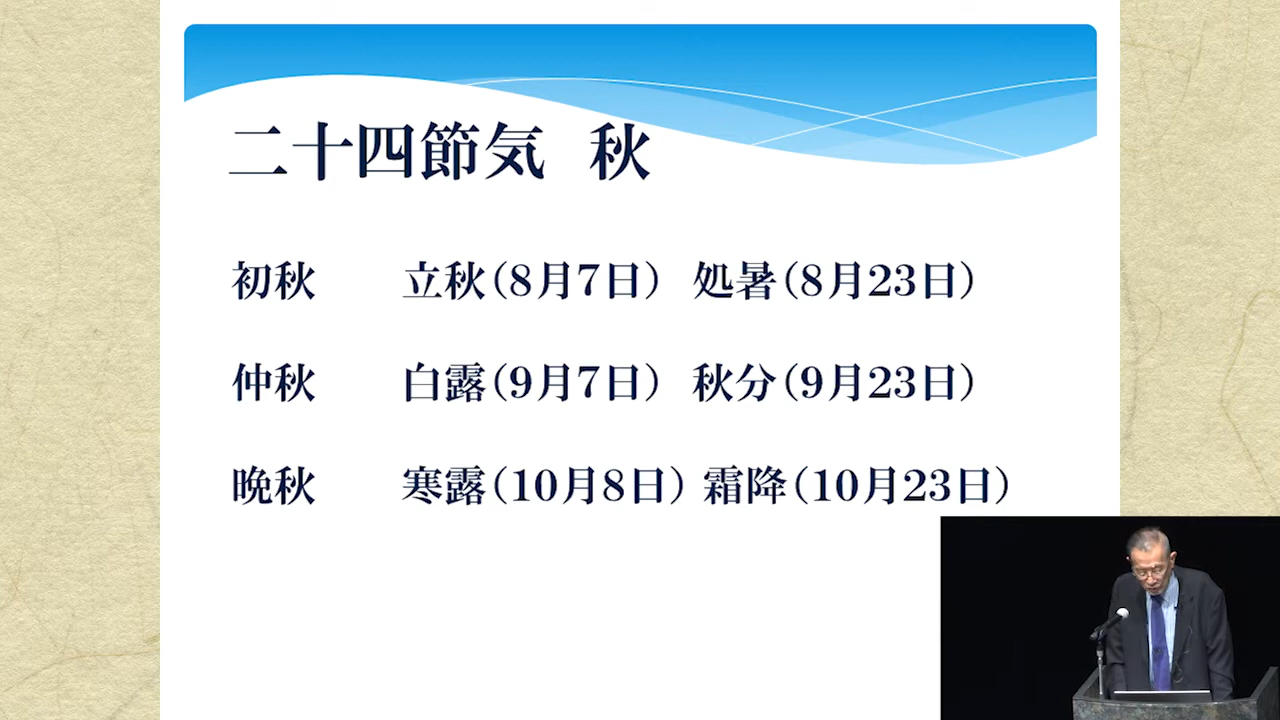 二十四節気 秋
初秋 立秋（8月7日） 処暑（8月23日）
仲秋 白露（9月7日） 秋分（9月23日）
晩秋 寒露（10月8日） 霜降（10月23日）